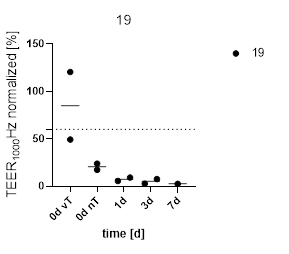 19
19
TEER1000Hz normalized [%]
150
100
50
0
0d vT
0d nT
1d
3d
7d
time [d]